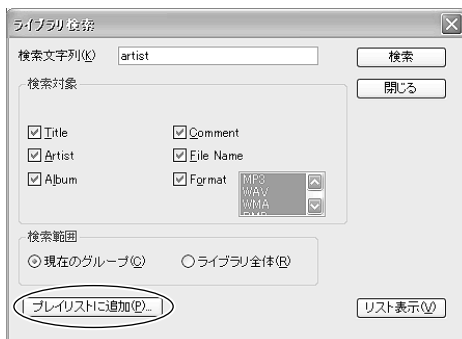 ライブラリ検索
検索文字列(K) artist 検索
検索対象 閉じる
Title Comment
Artist File Name
Album Format MP3
WAV
WMA
検索範囲
現在のグループ(C) ライブラリ全体(R)
プレイリストに追加(P)... リスト表示(V)